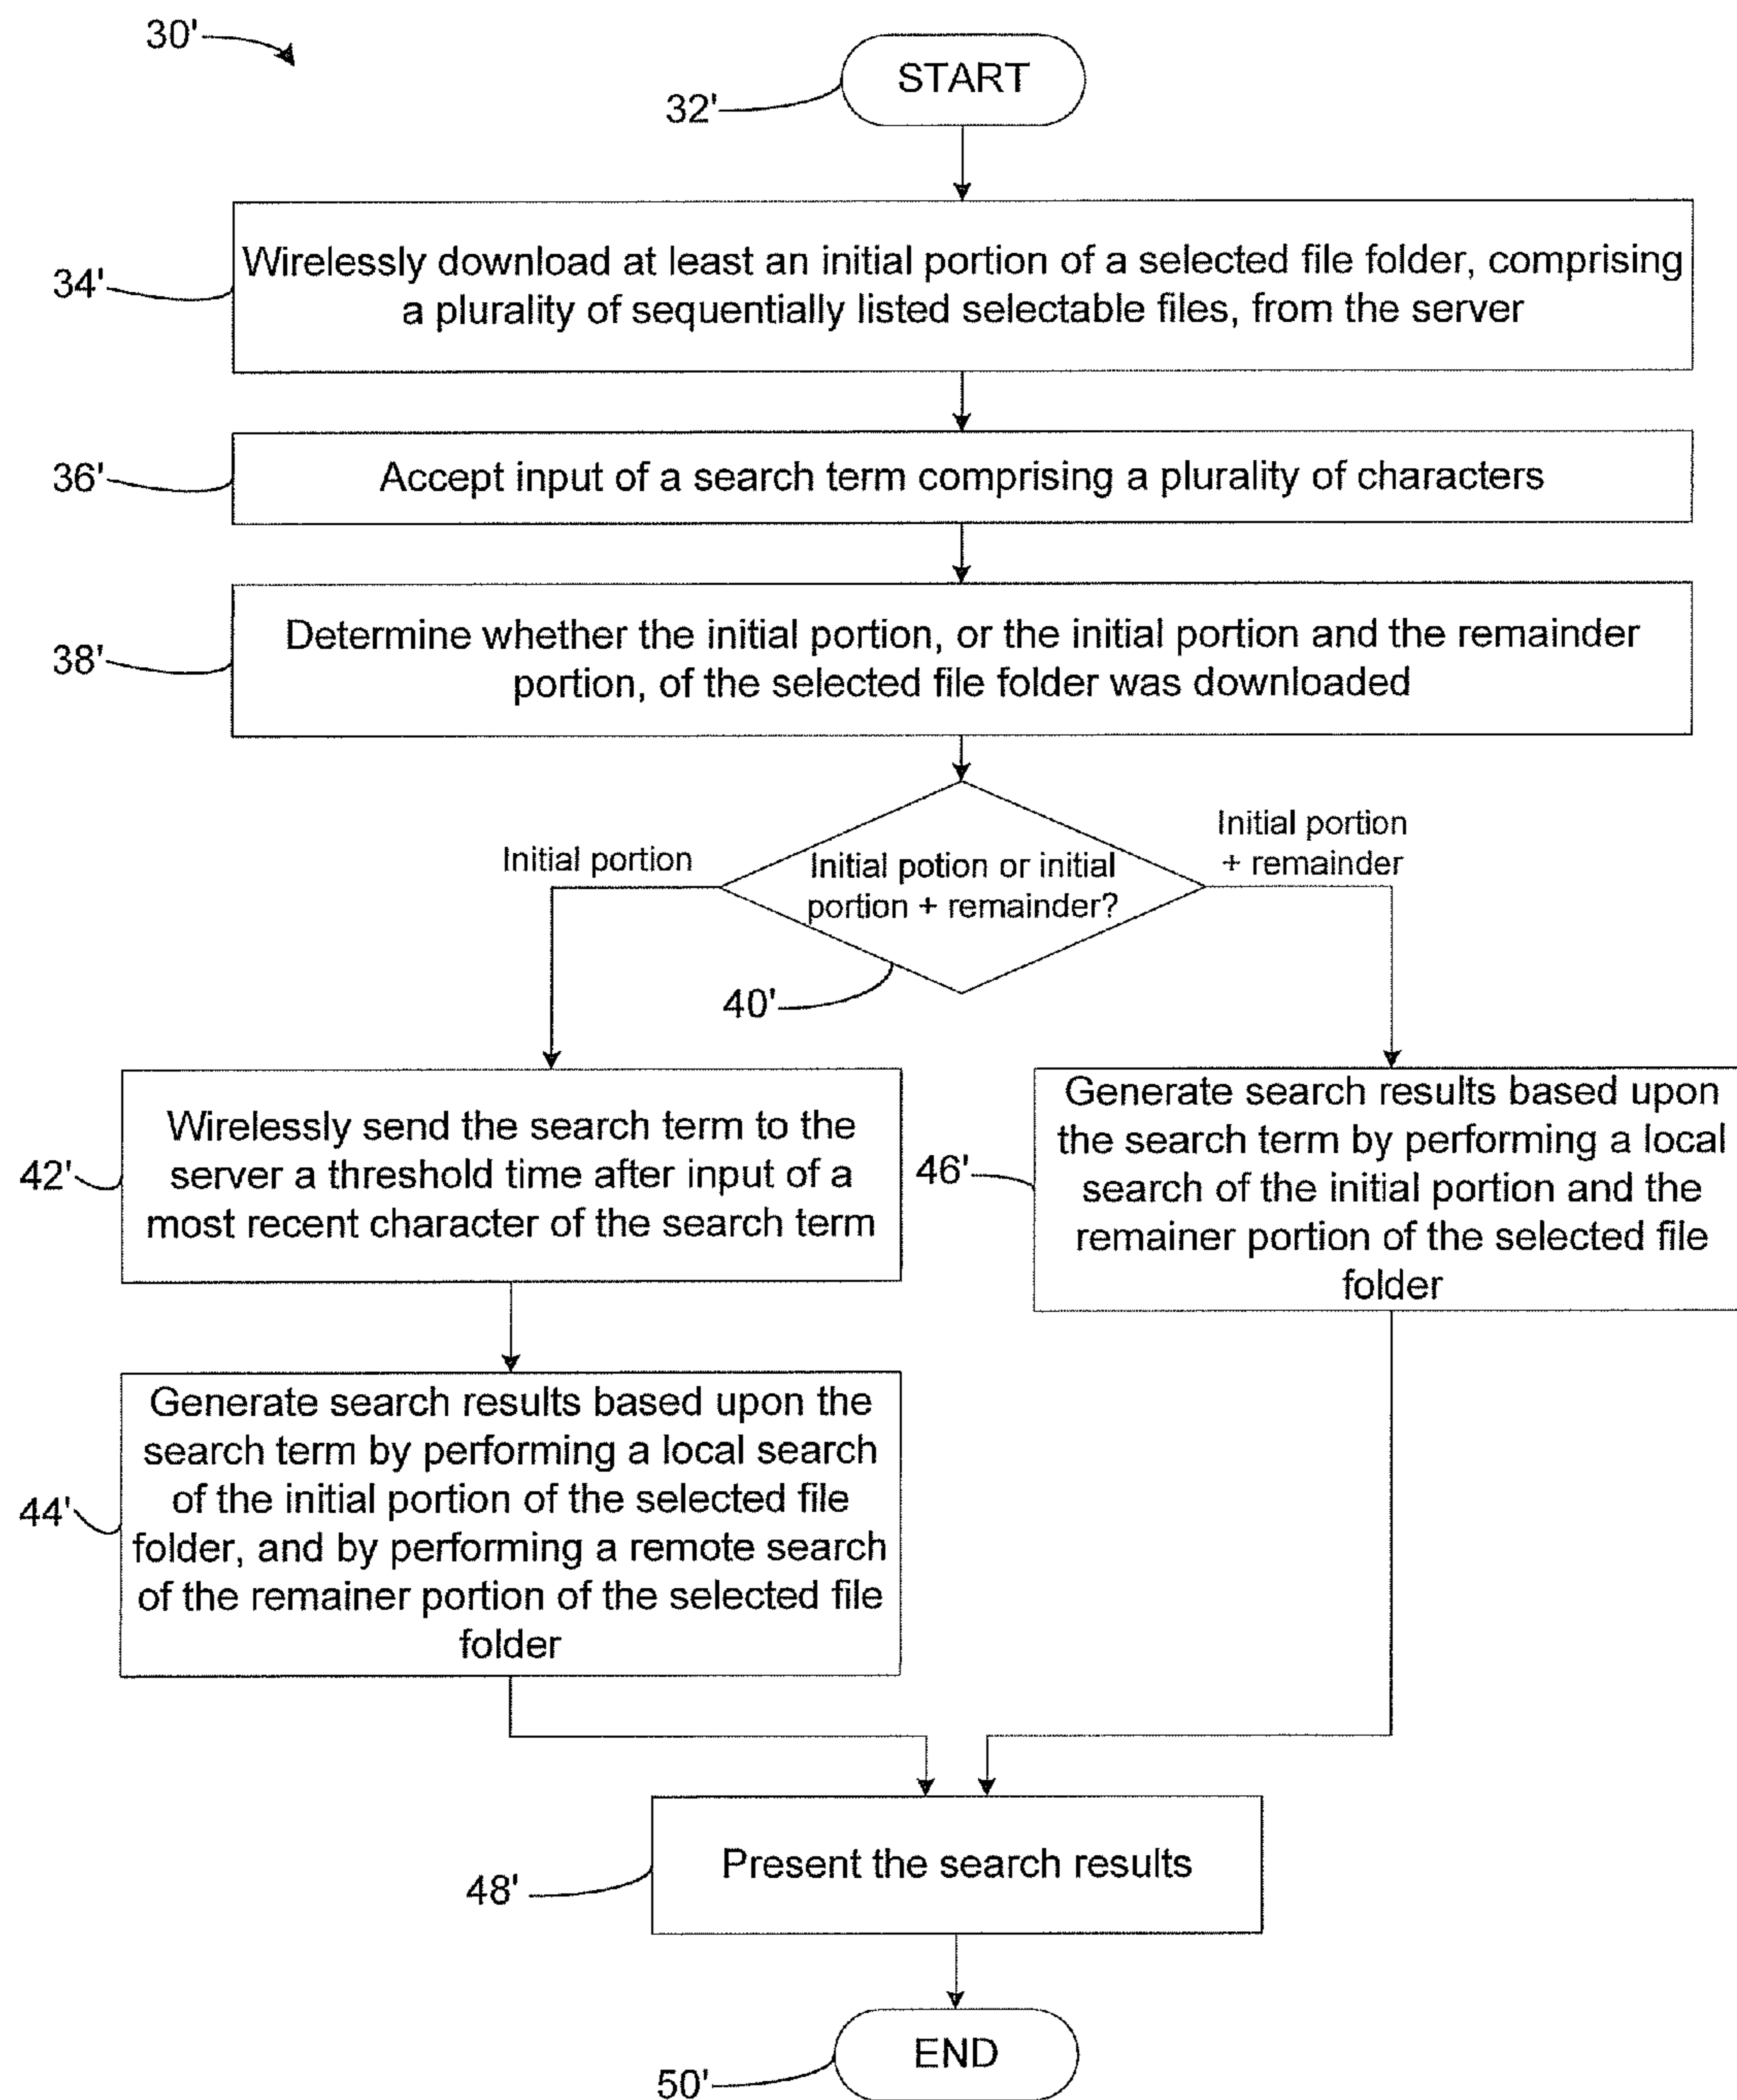 30'
START
32'
Wirelessly download at least an initial portion of a selected file folder, comprising
a plurality of sequentially listed selectable files, from the server
34'
Accept input of a search term comprising a plurality of characters
36'
Determine whether the initial portion, or the initial portion and the remainder
portion, of the selected file folder was downloaded
38'
Initial portion
Initial potion or initial
portion + remainder?
Initial portion
+ remainder
40'
Wirelessly send the search term to the
server a threshold time after input of a
most recent character of the search term
42'
Generate search results based upon
the search term by performing a local
search of the initial portion and the
remainer portion of the selected file
folder
46'
Generate search results based upon the
search term by performing a local search
of the initial portion of the selected file
folder, and by performing a remote search
of the remainer portion of the selected file
folder
44'
Present the search results
48'
END
50'